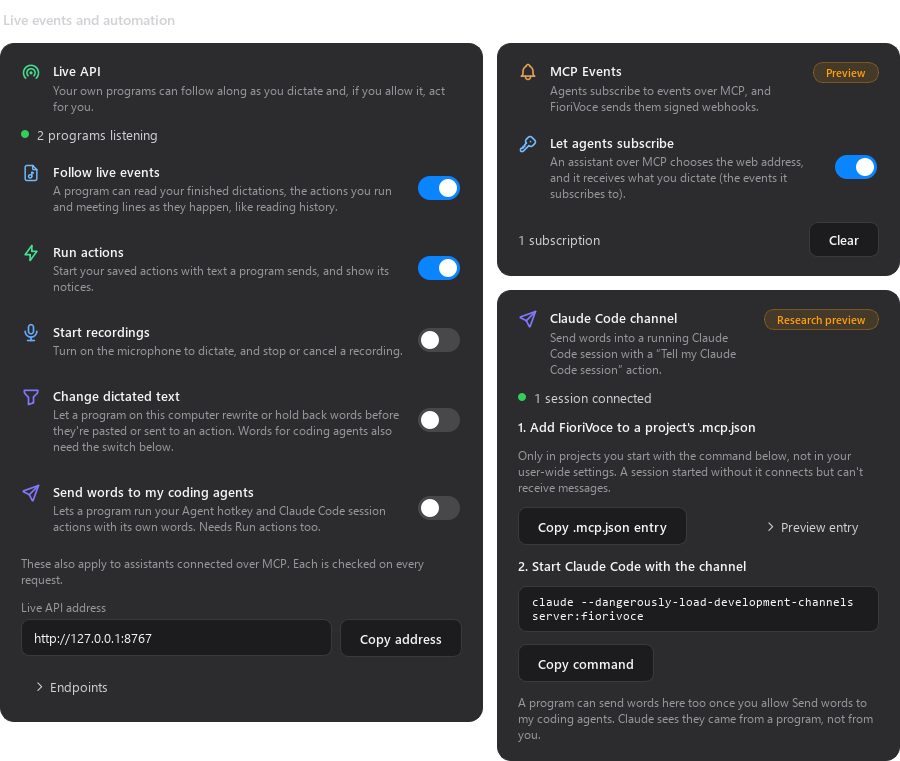 Live events and automation
Live API
Your own programs can follow along as you dictate and, if you allow it, act
for you.
2 programs listening
Follow live events
A program can read your finished dictations, the actions you run
and meeting lines as they happen, like reading history.
Run actions
Start your saved actions with text a program sends, and show its
notices.
Start recordings
Turn on the microphone to dictate, and stop or cancel a recording.
Change dictated text
Let a program on this computer rewrite or hold back words before
they're pasted or sent to an action. Words for coding agents also
need the switch below.
Send words to my coding agents
Lets a program run your Agent hotkey and Claude Code session
actions with its own words. Needs Run actions too.
These also apply to assistants connected over MCP. Each is checked on every
request.
Live API address
http://127.0.0.1:8767
Copy address
Endpoints
MCP Events
Preview
Agents subscribe to events over MCP, and
FioriVoce sends them signed webhooks.
Let agents subscribe
An assistant over MCP chooses the web address,
and it receives what you dictate (the events it
subscribes to).
1 subscription
Clear
Claude Code channel
Research preview
Send words into a running Claude
Code session with a “Tell my Claude
Code session” action.
1 session connected
1. Add FioriVoce to a project's .mcp.json
Only in projects you start with the command below, not in your
user-wide settings. A session started without it connects but can't
receive messages.
Copy .mcp.json entry
Preview entry
2. Start Claude Code with the channel
claude --dangerously-load-development-channels
server:fiorivoce
Copy command
A program can send words here too once you allow Send words to
my coding agents. Claude sees they came from a program, not from
you.